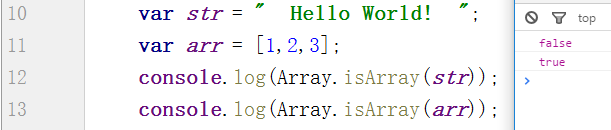 10 var str = "  Hello World!  ";
11 var arr = [1,2,3];
12 console.log(Array.isArray(str));
13 console.log(Array.isArray(arr));
top
false
true
>